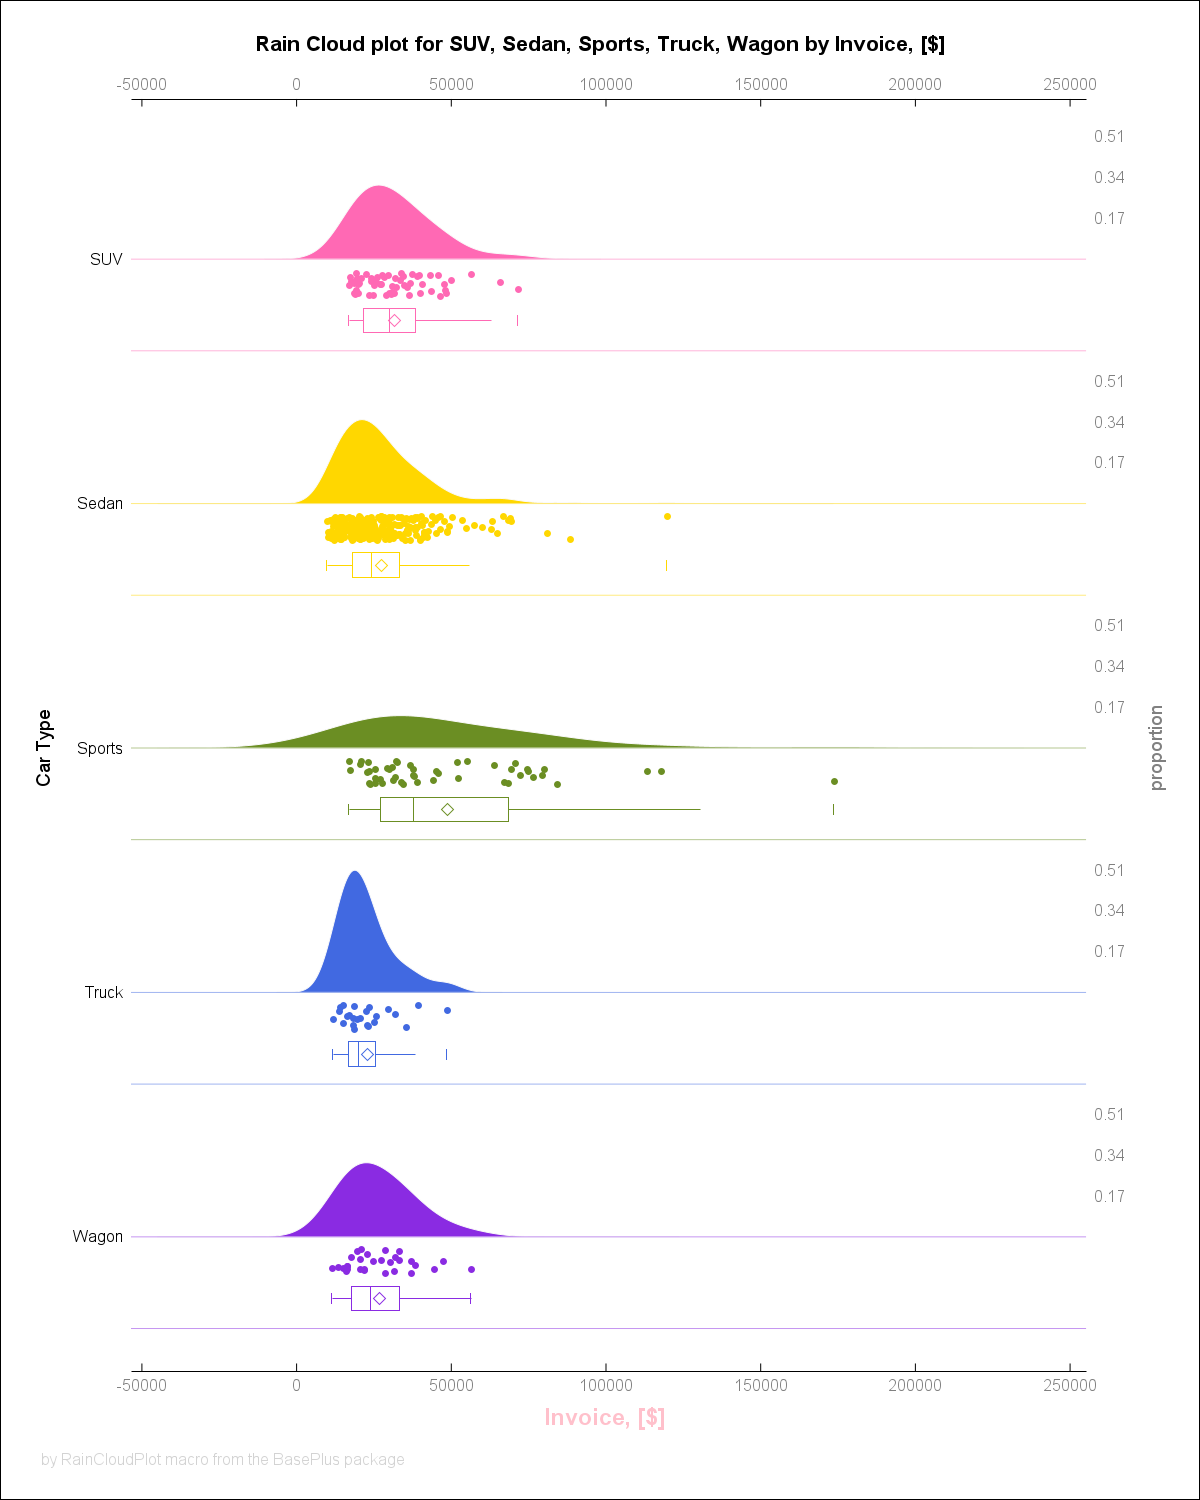 Rain Cloud plot for SUV, Sedan, Sports, Truck, Wagon by Invoice, [$]
-50000 0 50000 100000 150000 200000 250000
0.51
0.34
0.17
SUV
0.51
0.34
0.17
Sedan
0.51
0.34
0.17
Sports
Car Type
proportion
0.51
0.34
0.17
Truck
0.51
0.34
0.17
Wagon
-50000 0 50000 100000 150000 200000 250000
Invoice, [$]
by RainCloudPlot macro from the BasePlus package